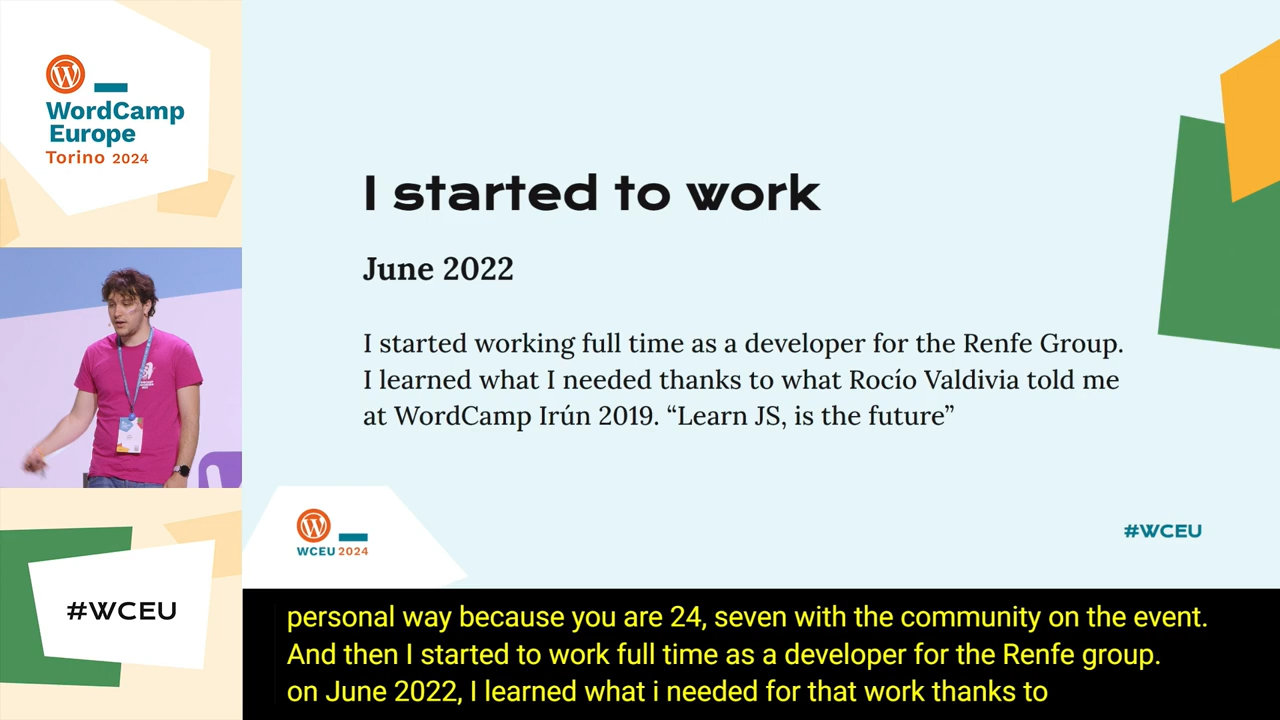 WordCamp
Europe
Torino 2024
#WCEU
I started to work
June 2022
I started working full time as a developer for the Renfe Group.
I learned what I needed thanks to what Rocío Valdivia told me
at WordCamp Irún 2019. “Learn JS, is the future”
WCEU 2024
#WCEU
personal way because you are 24, seven with the community on the event.
And then I started to work full time as a developer for the Renfe group.
on June 2022, I learned what i needed for that work thanks to